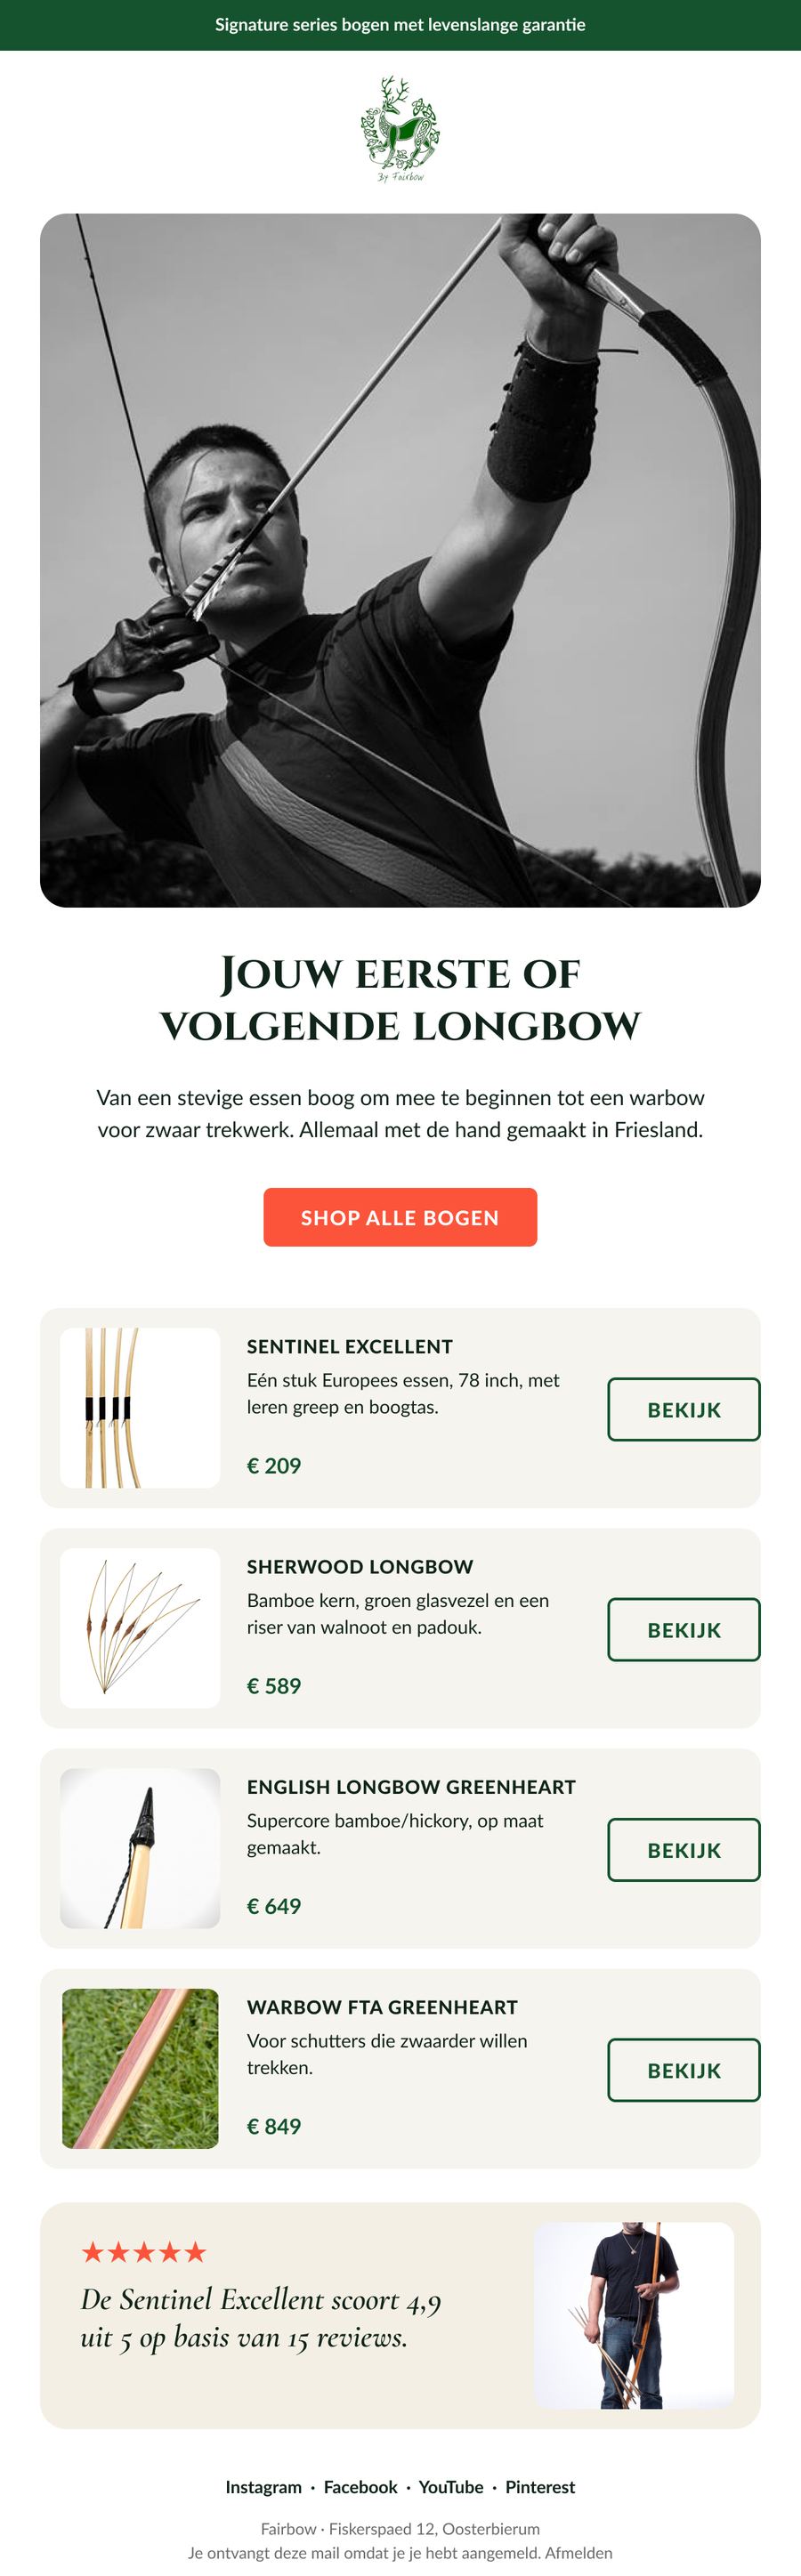 Signature series bogen met levenslange garantie
By Fairbow
JOUW EERSTE OF
VOLGENDE LONGBOW
Van een stevige essen boog om mee te beginnen tot een warbow
voor zwaar trekwerk. Allemaal met de hand gemaakt in Friesland.
SHOP ALLE BOGEN
SENTINEL EXCELLENT
Eén stuk Europees essen, 78 inch, met
leren greep en boogtas.
€ 209
BEKIJK
SHERWOOD LONGBOW
Bamboe kern, groen glasvezel en een
riser van walnoot en padouk.
€ 589
BEKIJK
ENGLISH LONGBOW GREENHEART
Supercore bamboe/hickory, op maat
gemaakt.
€ 649
BEKIJK
WARBOW FTA GREENHEART
Voor schutters die zwaarder willen
trekken.
€ 849
BEKIJK
★★★★★
De Sentinel Excellent scoort 4,9
uit 5 op basis van 15 reviews.
Instagram · Facebook · YouTube · Pinterest
Fairbow · Fiskerspaed 12, Oosterbierum
Je ontvangt deze mail omdat je je hebt aangemeld. Afmelden